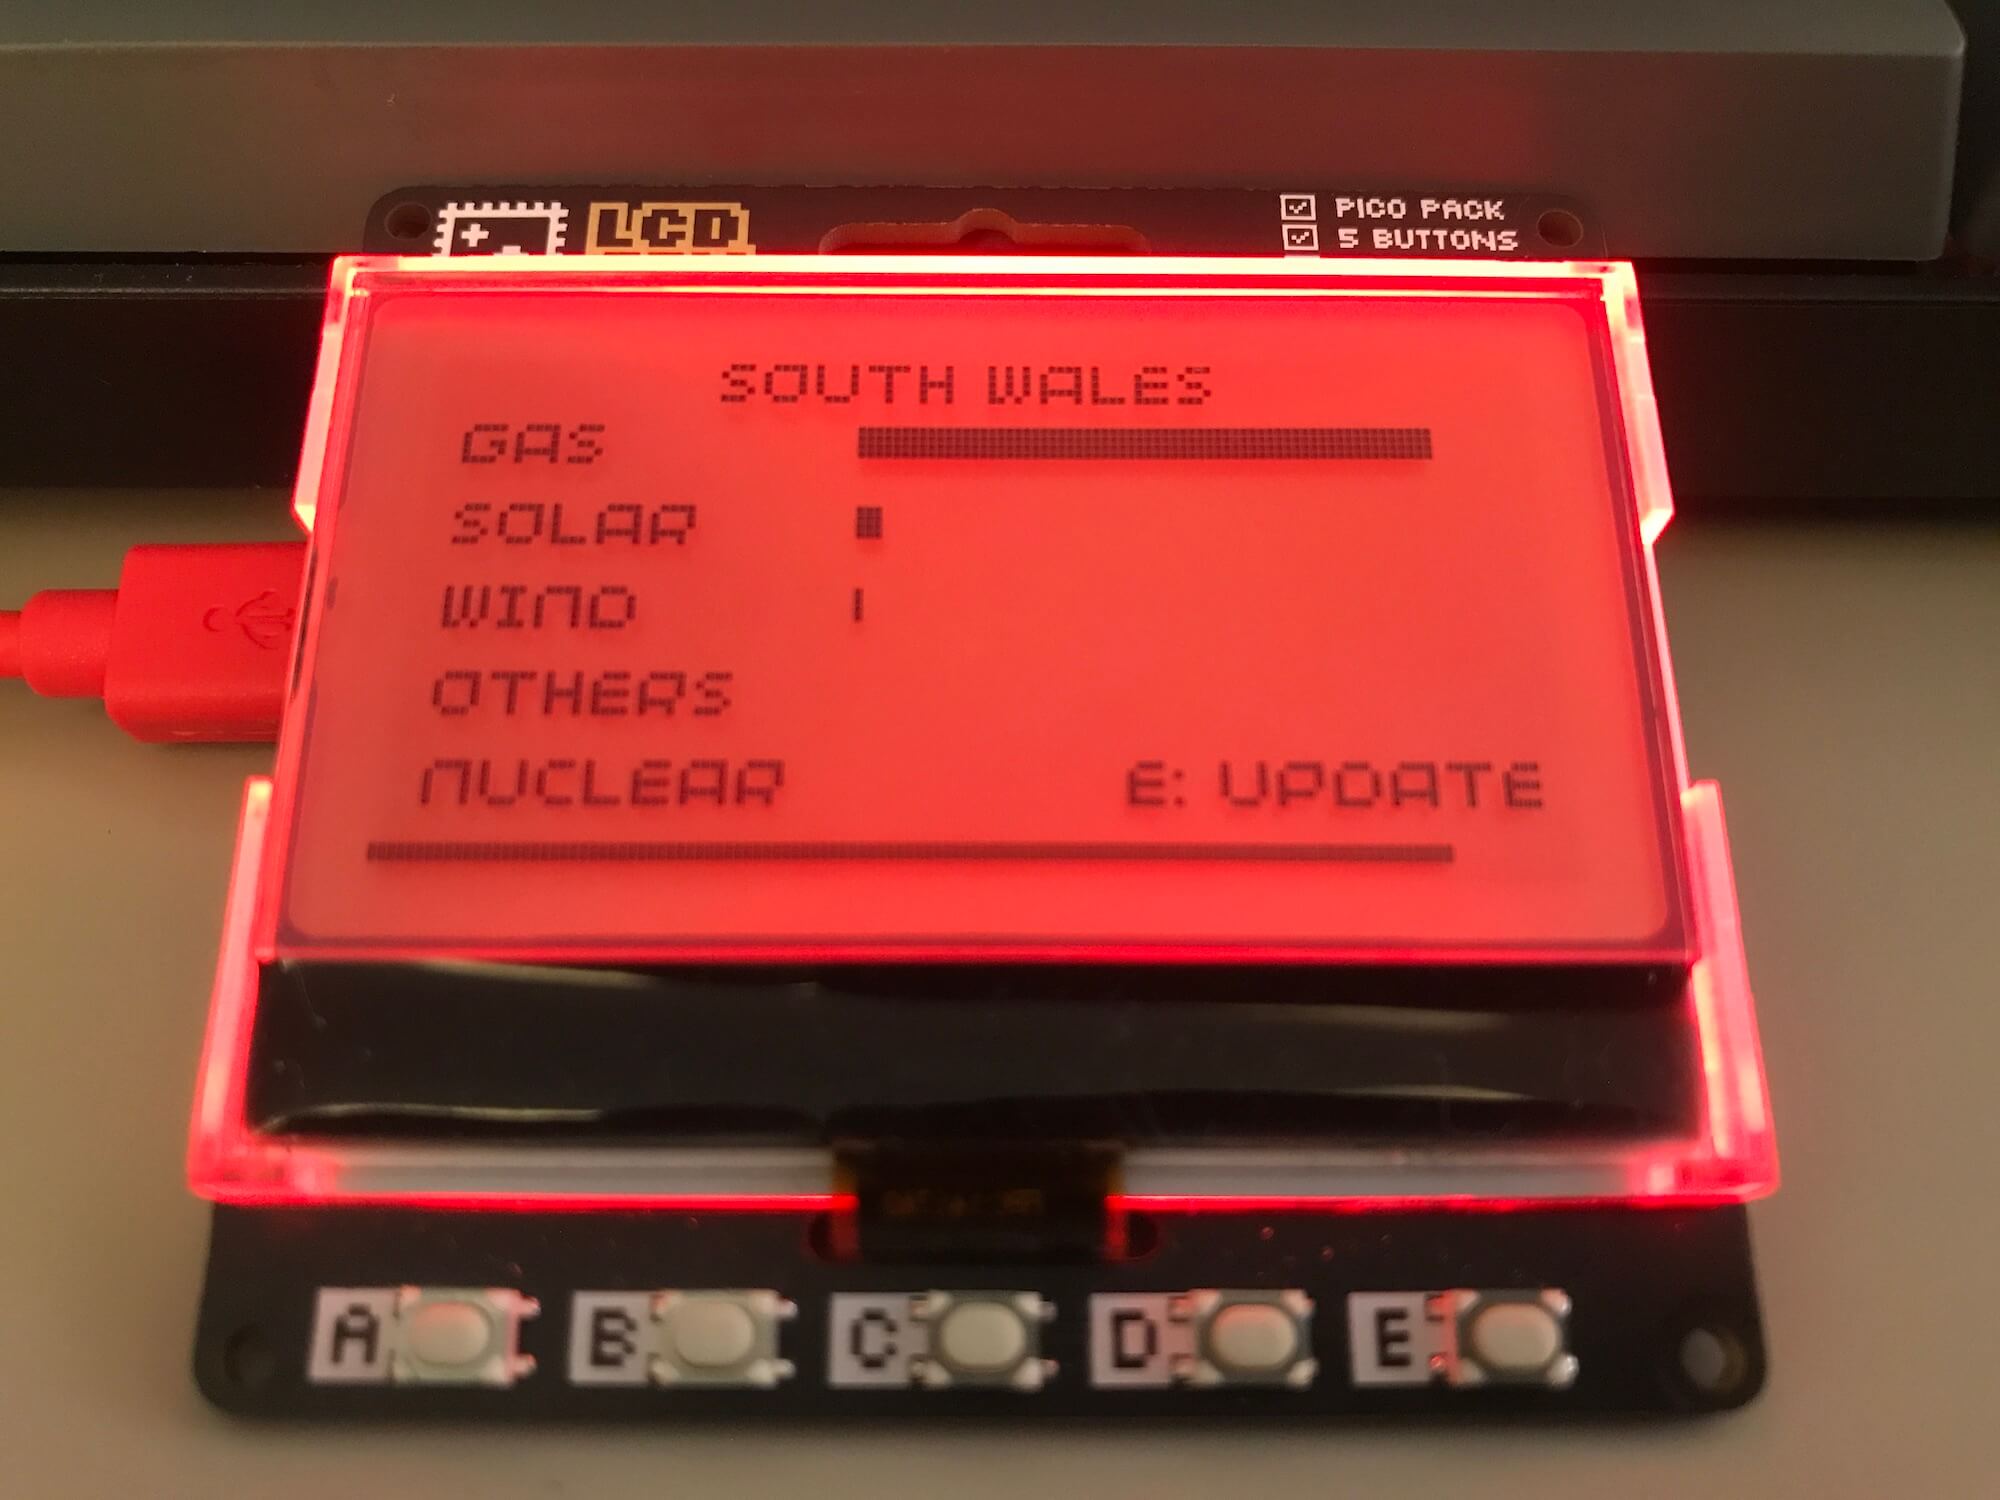 LCD
PICO PACK
5 BUTTONS
SOUTH WALES
GAS
SOLAR
WIND
OTHERS
NUCLEAR E: UPDATE
A B C D E